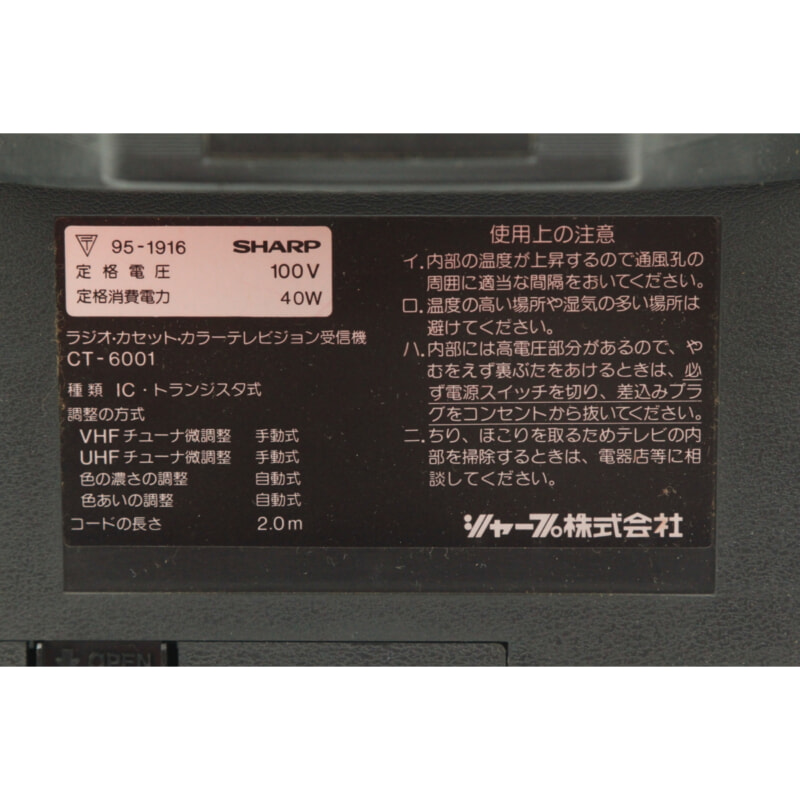 〒 95-1916 SHARP
定格電圧 100V
定格消費電力 40W
ラジオ・カセット・カラーテレビジョン受信機
CT-6001
種類 IC・トランジスタ式
調整の方式
VHFチューナ微調整 手動式
UHFチューナ微調整 手動式
色の濃さの調整 自動式
色あいの調整 自動式
コードの長さ 2.0m
使用上の注意
イ.内部の温度が上昇するので通風孔の
周囲に適当な間隔をおいてください。
ロ.温度の高い場所や湿気の多い場所は
避けてください。
ハ.内部には高電圧部分があるので、や
むをえず裏ぶたをあけるときは、必
ず電源スイッチを切り、差込みプラ
グをコンセントから抜いてください。
ニ.ちり、ほこりを取るためテレビの内
部を掃除するときは、電器店等に相
談してください。
シャープ株式会社
OPEN